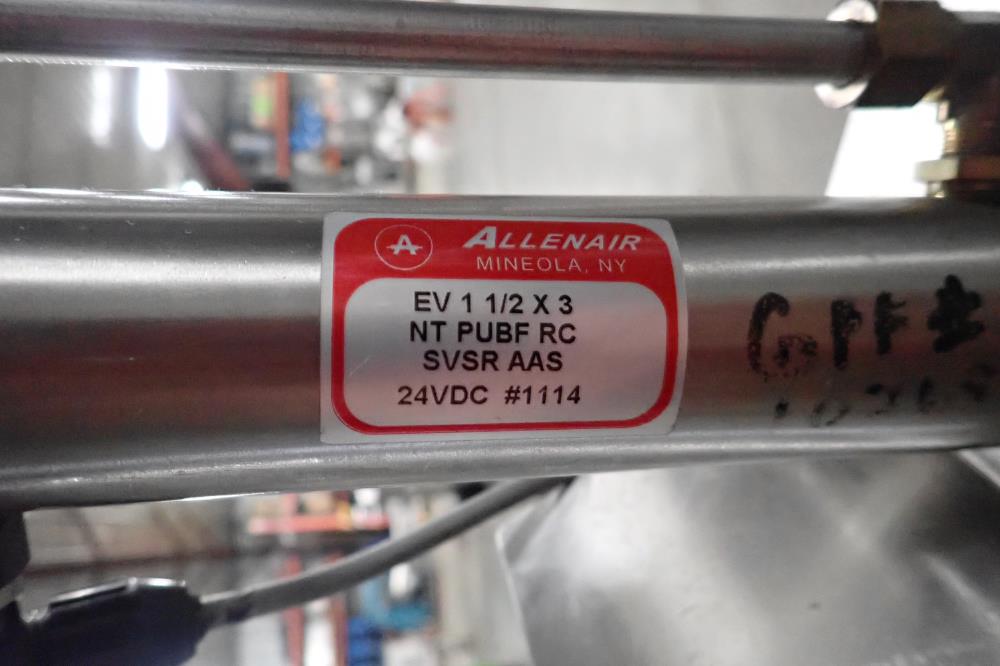 A ALLENAIR
MINEOLA, NY
EV 1 1/2 X 3
NT PUBF RC
SVSR AAS
24VDC #1114